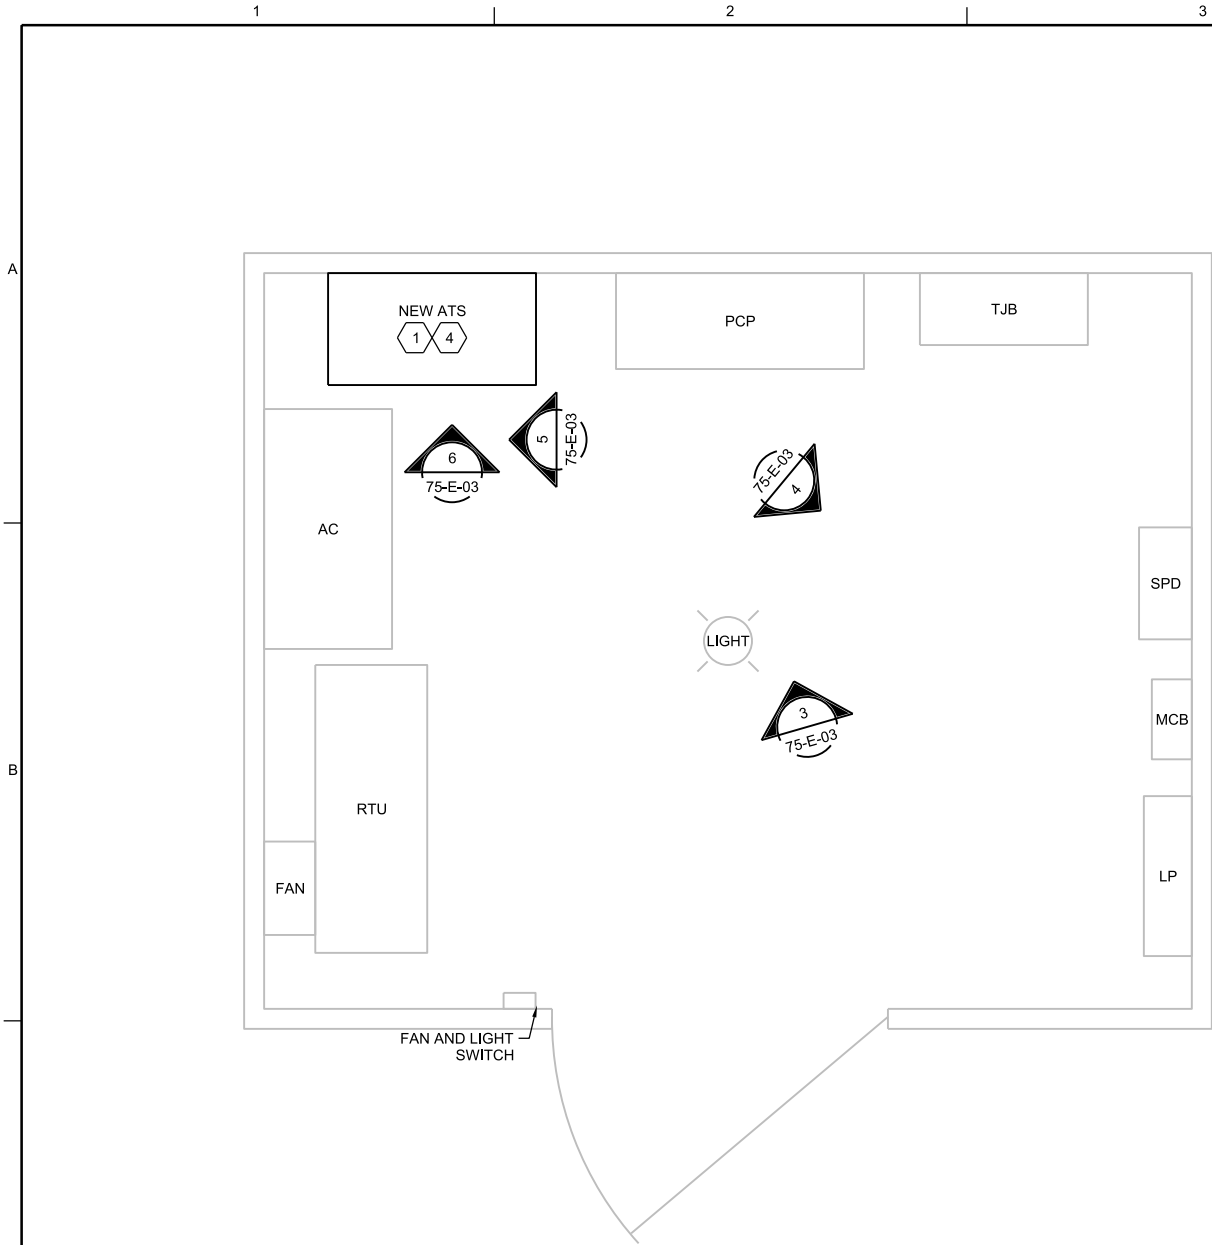 1
2
3
A
NEW ATS
1 4
PCP
TJB
5
75-E-03
6
75-E-03
75-E-03
4
AC
SPD
LIGHT
3
75-E-03
MCB
B
RTU
LP
FAN
FAN AND LIGHT
SWITCH